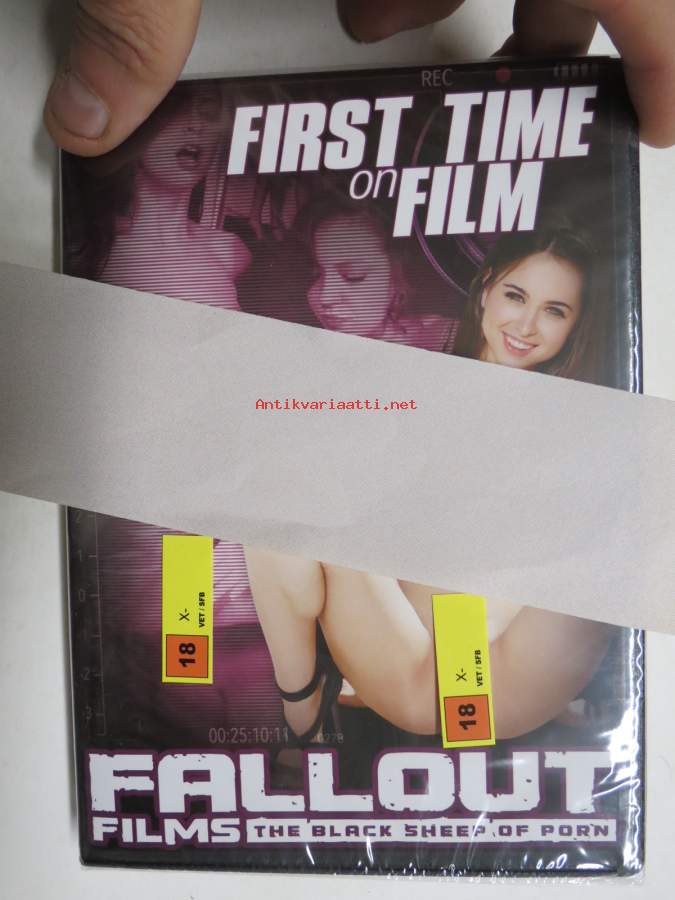 REC
FIRST TIME
on FILM
Antikvariaatti.net
18 X-
VET / SFB
18 X-
VET / SFB
00:25:10:11
FALLOUT
FILMS THE BLACK SHEEP OF PORN